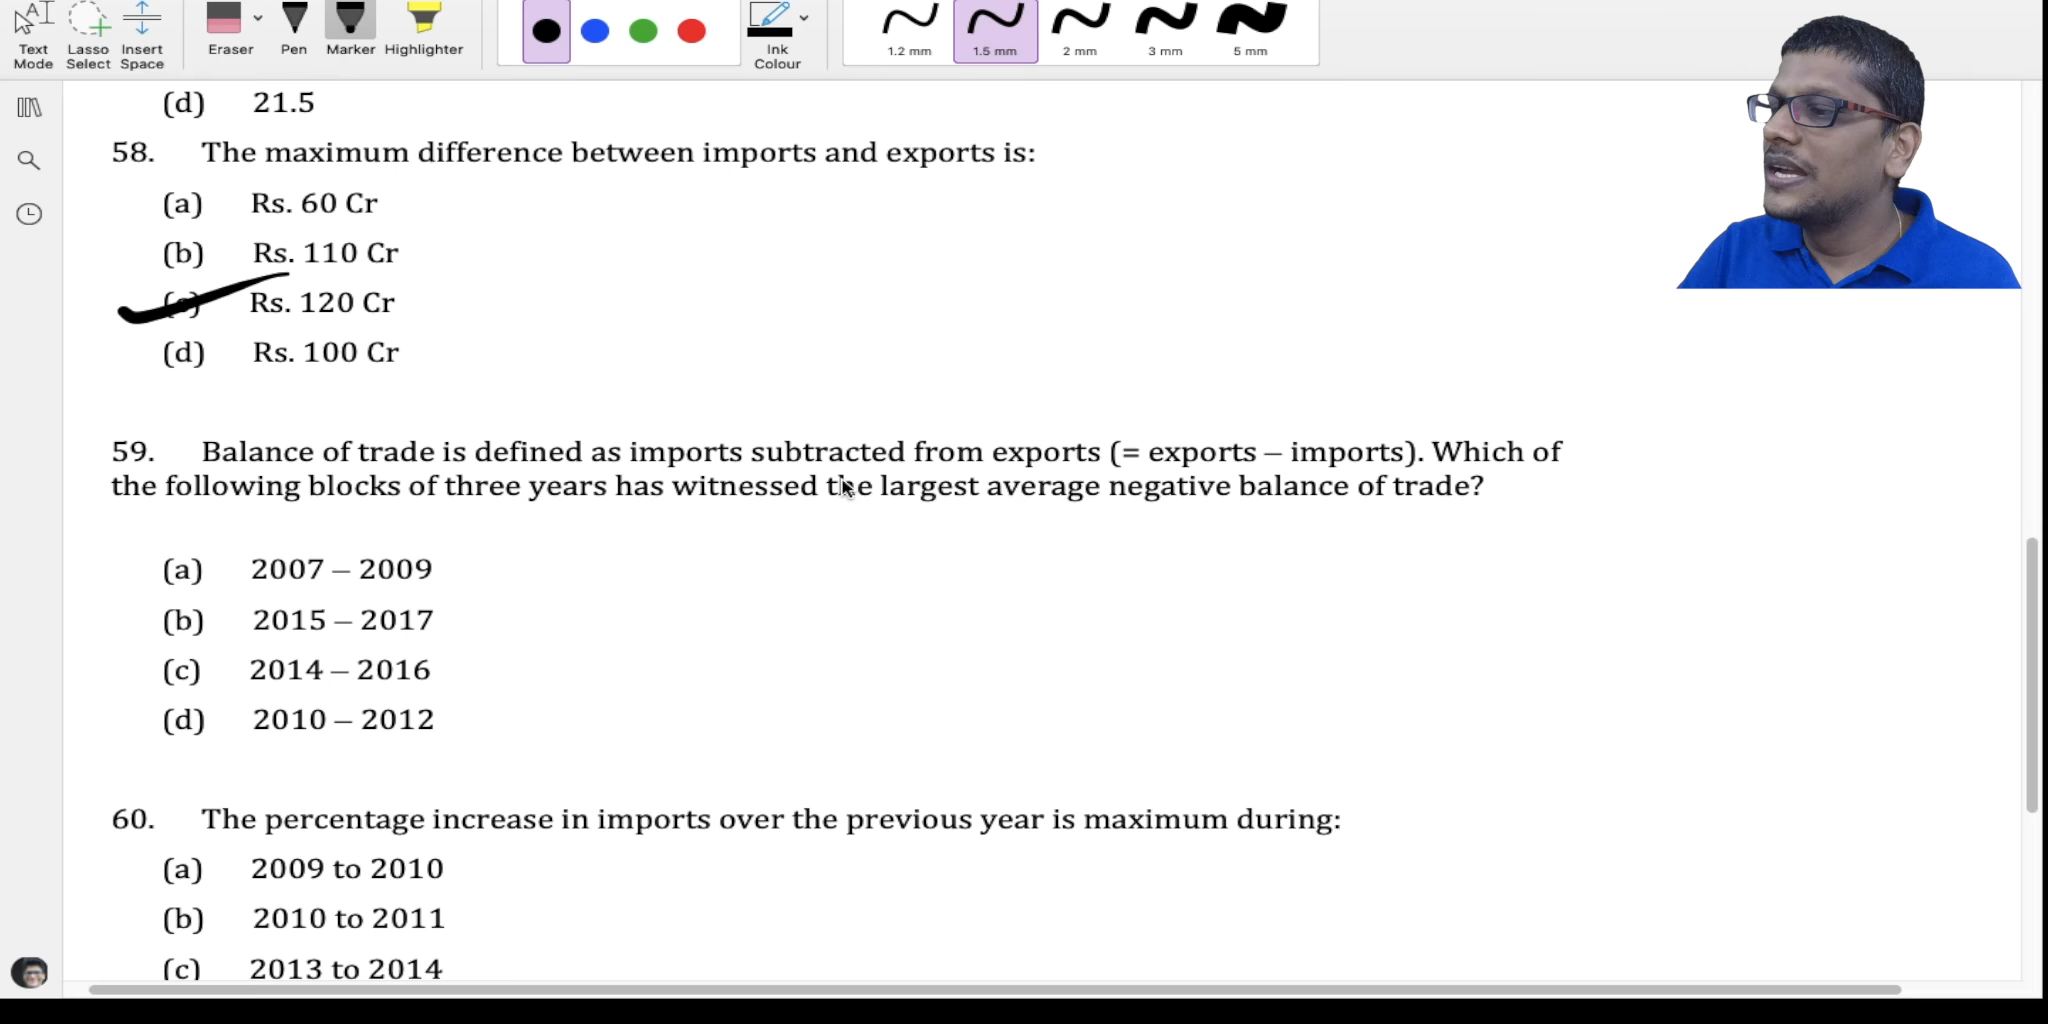 Text Mode
Lasso Select
Insert Space
Eraser
Pen
Marker
Highlighter
Ink Colour
1.2 mm
1.5 mm
2 mm
3 mm
5 mm
(d) 21.5
58. The maximum difference between imports and exports is:
(a) Rs. 60 Cr
(b) Rs. 110 Cr
(c) Rs. 120 Cr
(d) Rs. 100 Cr
59. Balance of trade is defined as imports subtracted from exports (= exports – imports). Which of
the following blocks of three years has witnessed the largest average negative balance of trade?
(a) 2007 – 2009
(b) 2015 – 2017
(c) 2014 – 2016
(d) 2010 – 2012
60. The percentage increase in imports over the previous year is maximum during:
(a) 2009 to 2010
(b) 2010 to 2011
(c) 2013 to 2014